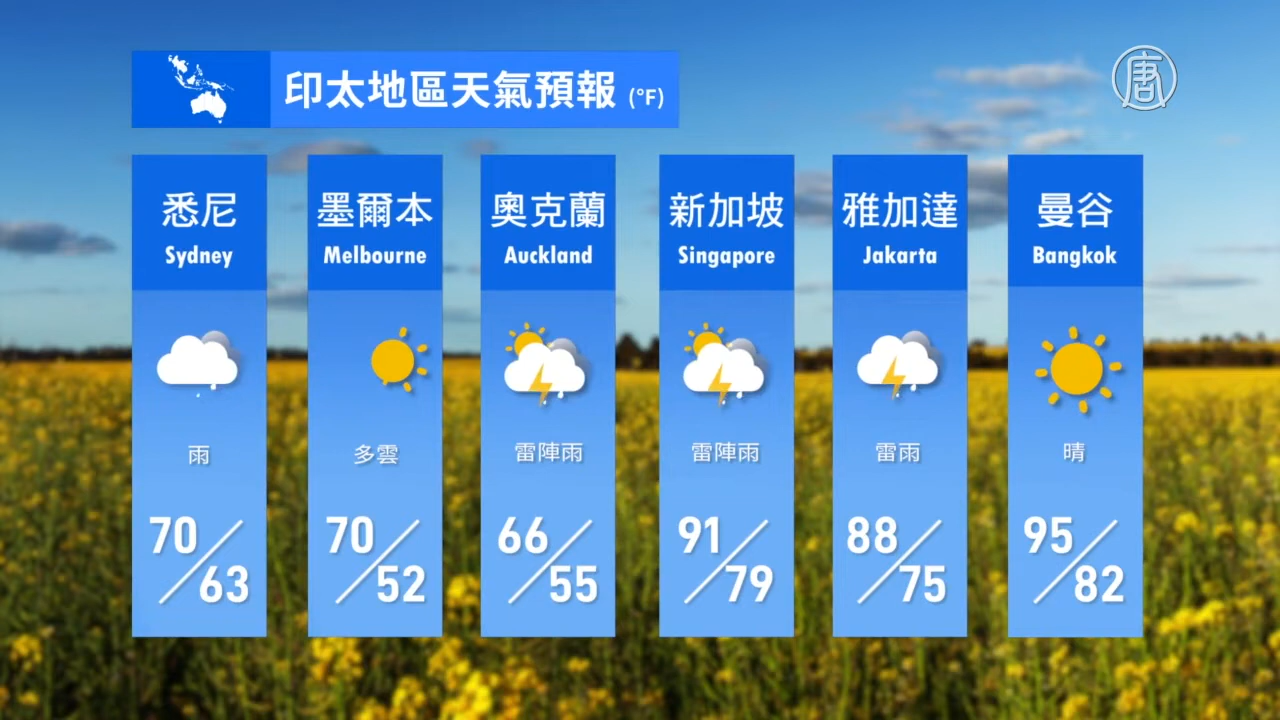 印太地區天氣預報 (°F)
唐
悉尼
Sydney
雨
70/63
墨爾本
Melbourne
多雲
70/52
奧克蘭
Auckland
雷陣雨
66/55
新加坡
Singapore
雷陣雨
91/79
雅加達
Jakarta
雷雨
88/75
曼谷
Bangkok
晴
95/82